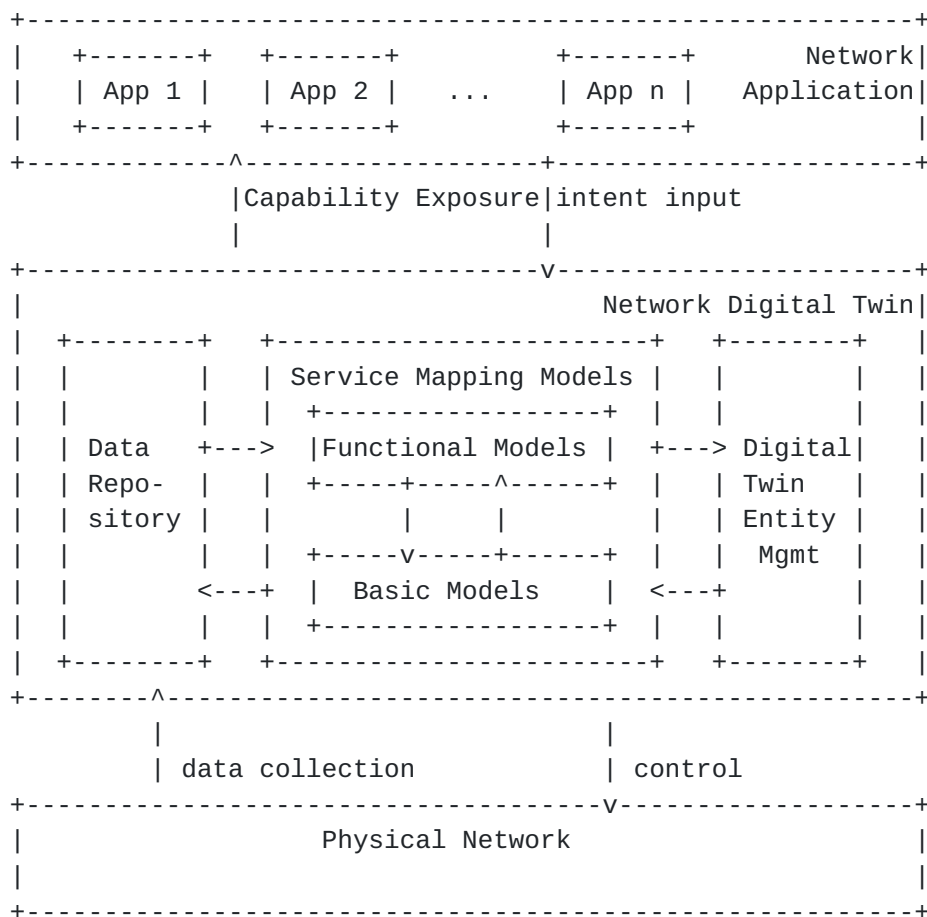 Network
App 1 App 2 ... App n Application
Capability Exposure intent input
Network Digital Twin
Service Mapping Models
Data Functional Models Digital
Repo- Twin
sitory Entity
Mgmt
Basic Models
data collection control
Physical Network